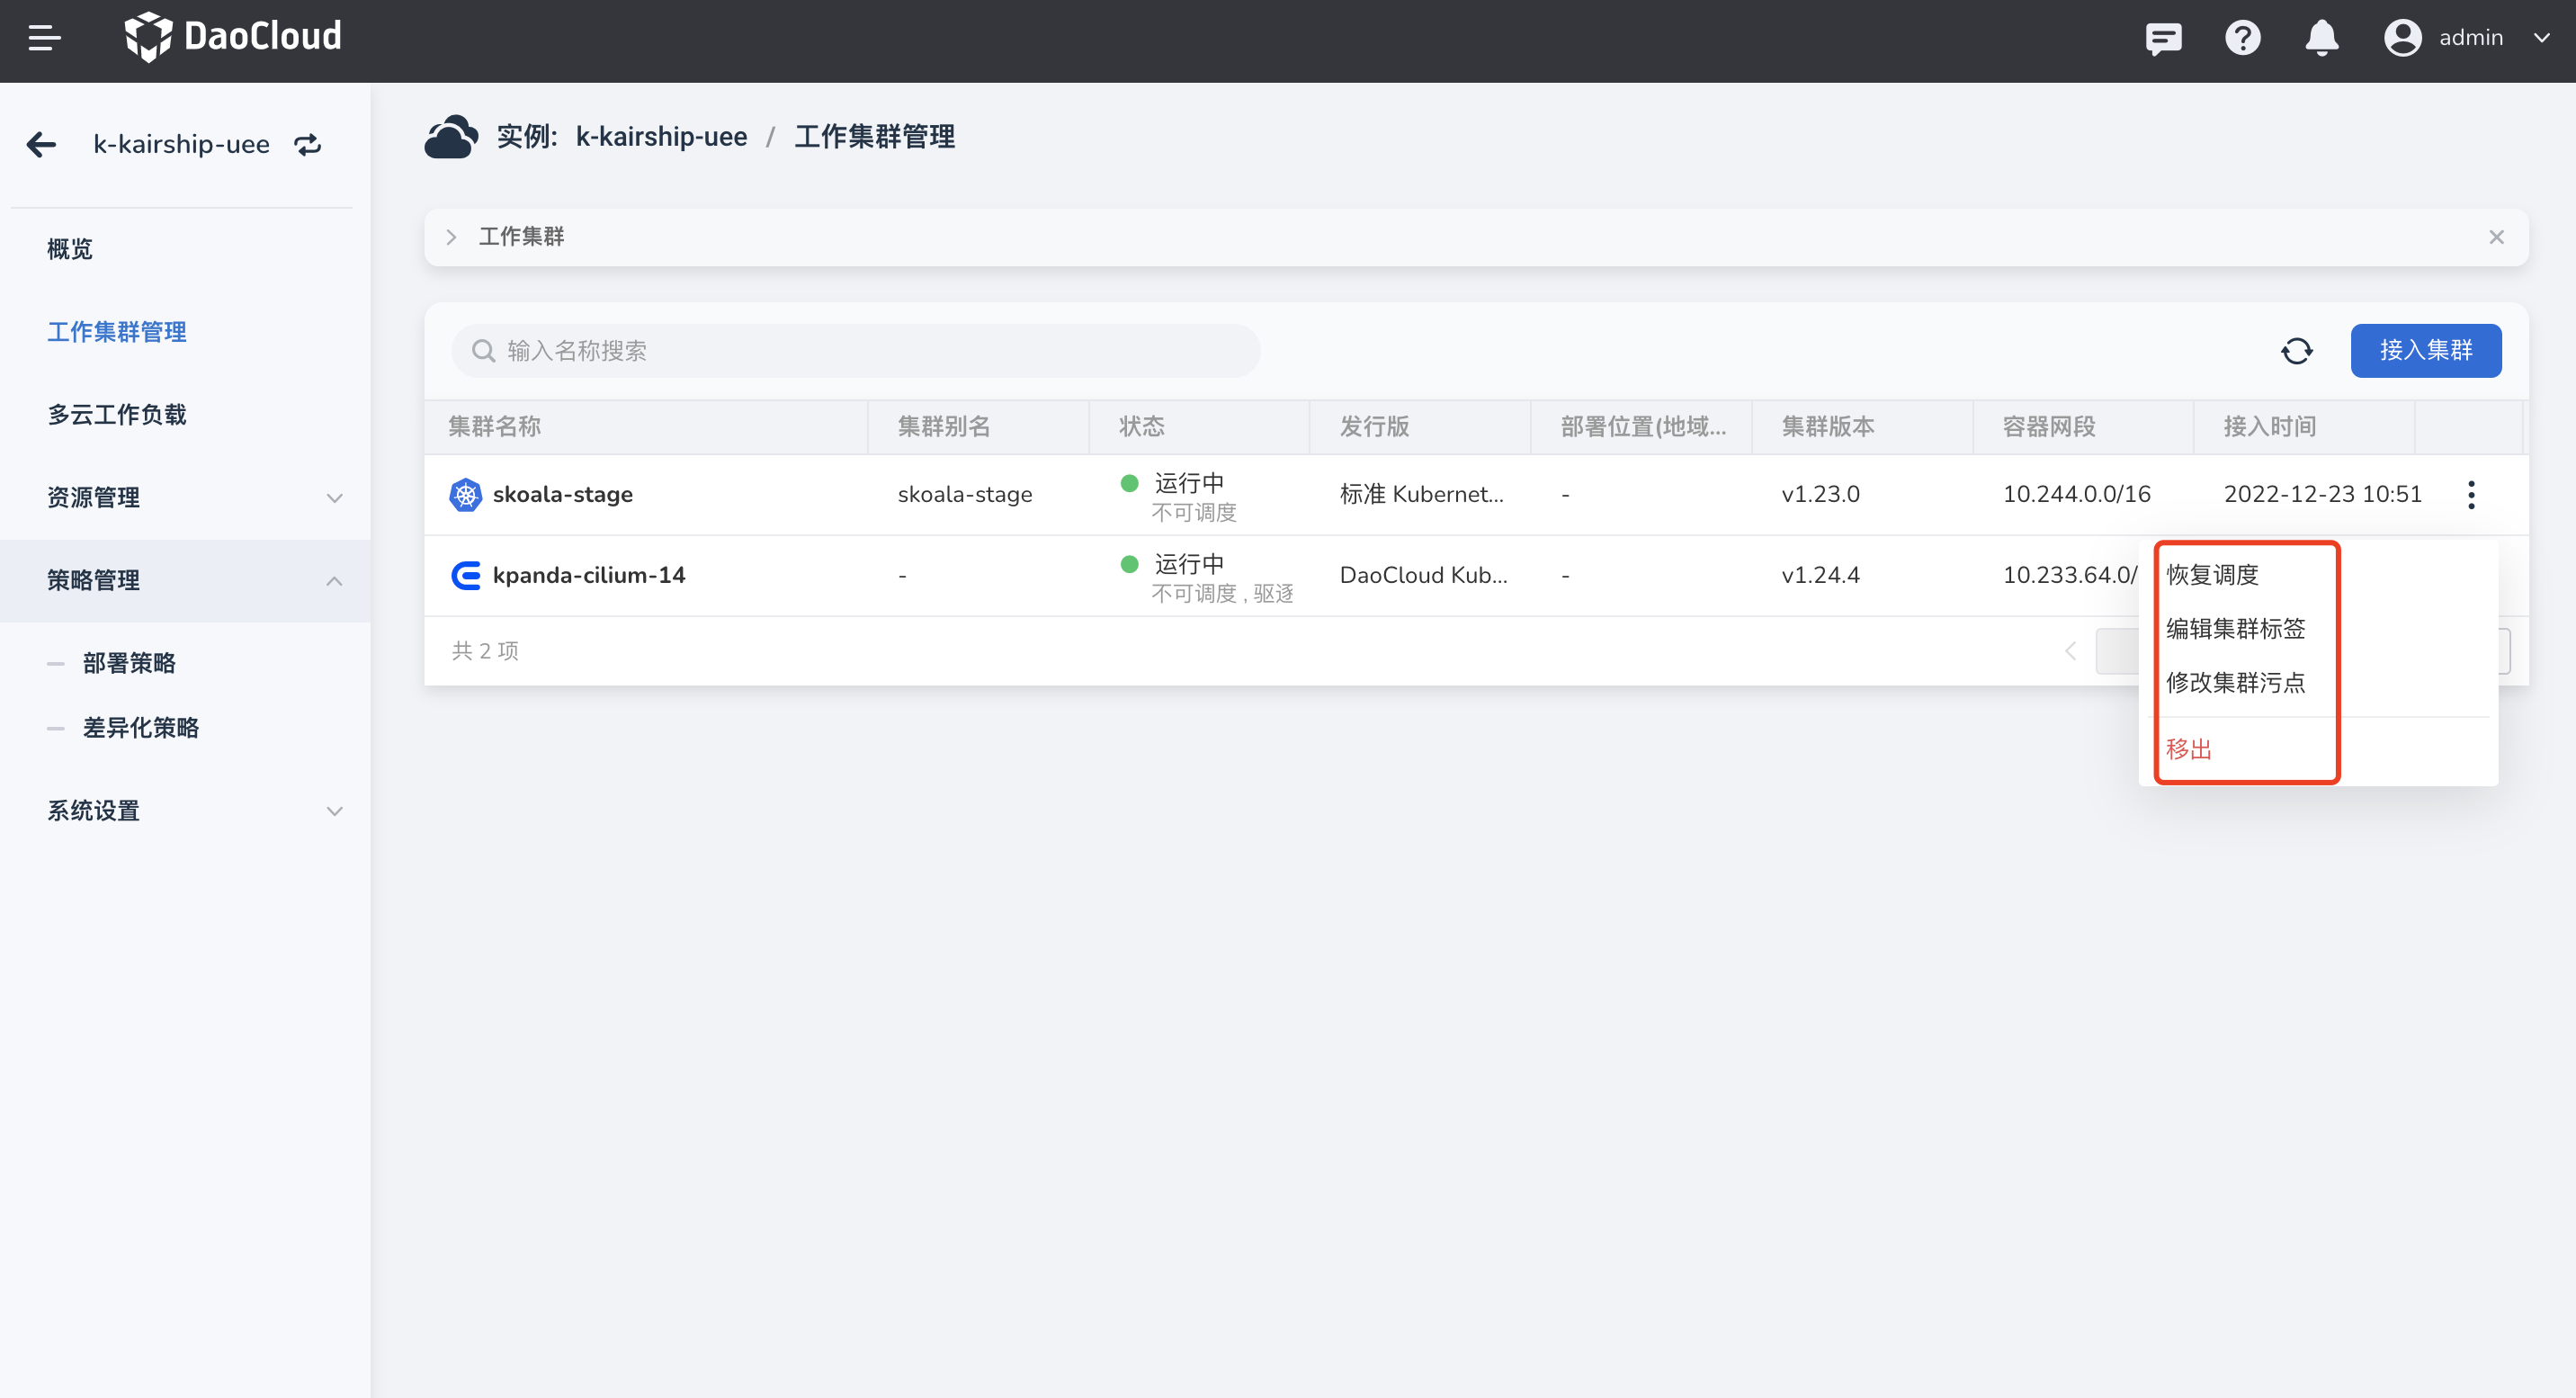 DaoCloud
admin
k-kairship-uee
概览
工作集群管理
多云工作负载
资源管理
策略管理
部署策略
差异化策略
系统设置
实例: k-kairship-uee / 工作集群管理
工作集群
输入名称搜索
接入集群
集群名称 集群别名 状态 发行版 部署位置(地域... 集群版本 容器网段 接入时间
skoala-stage skoala-stage 运行中 标准 Kubernet... - v1.23.0 10.244.0.0/16 2022-12-23 10:51
不可调度
kpanda-cilium-14 - 运行中 DaoCloud Kub... - v1.24.4 10.233.64.0/
不可调度 , 驱逐
共 2 项
恢复调度
编辑集群标签
修改集群污点
移出